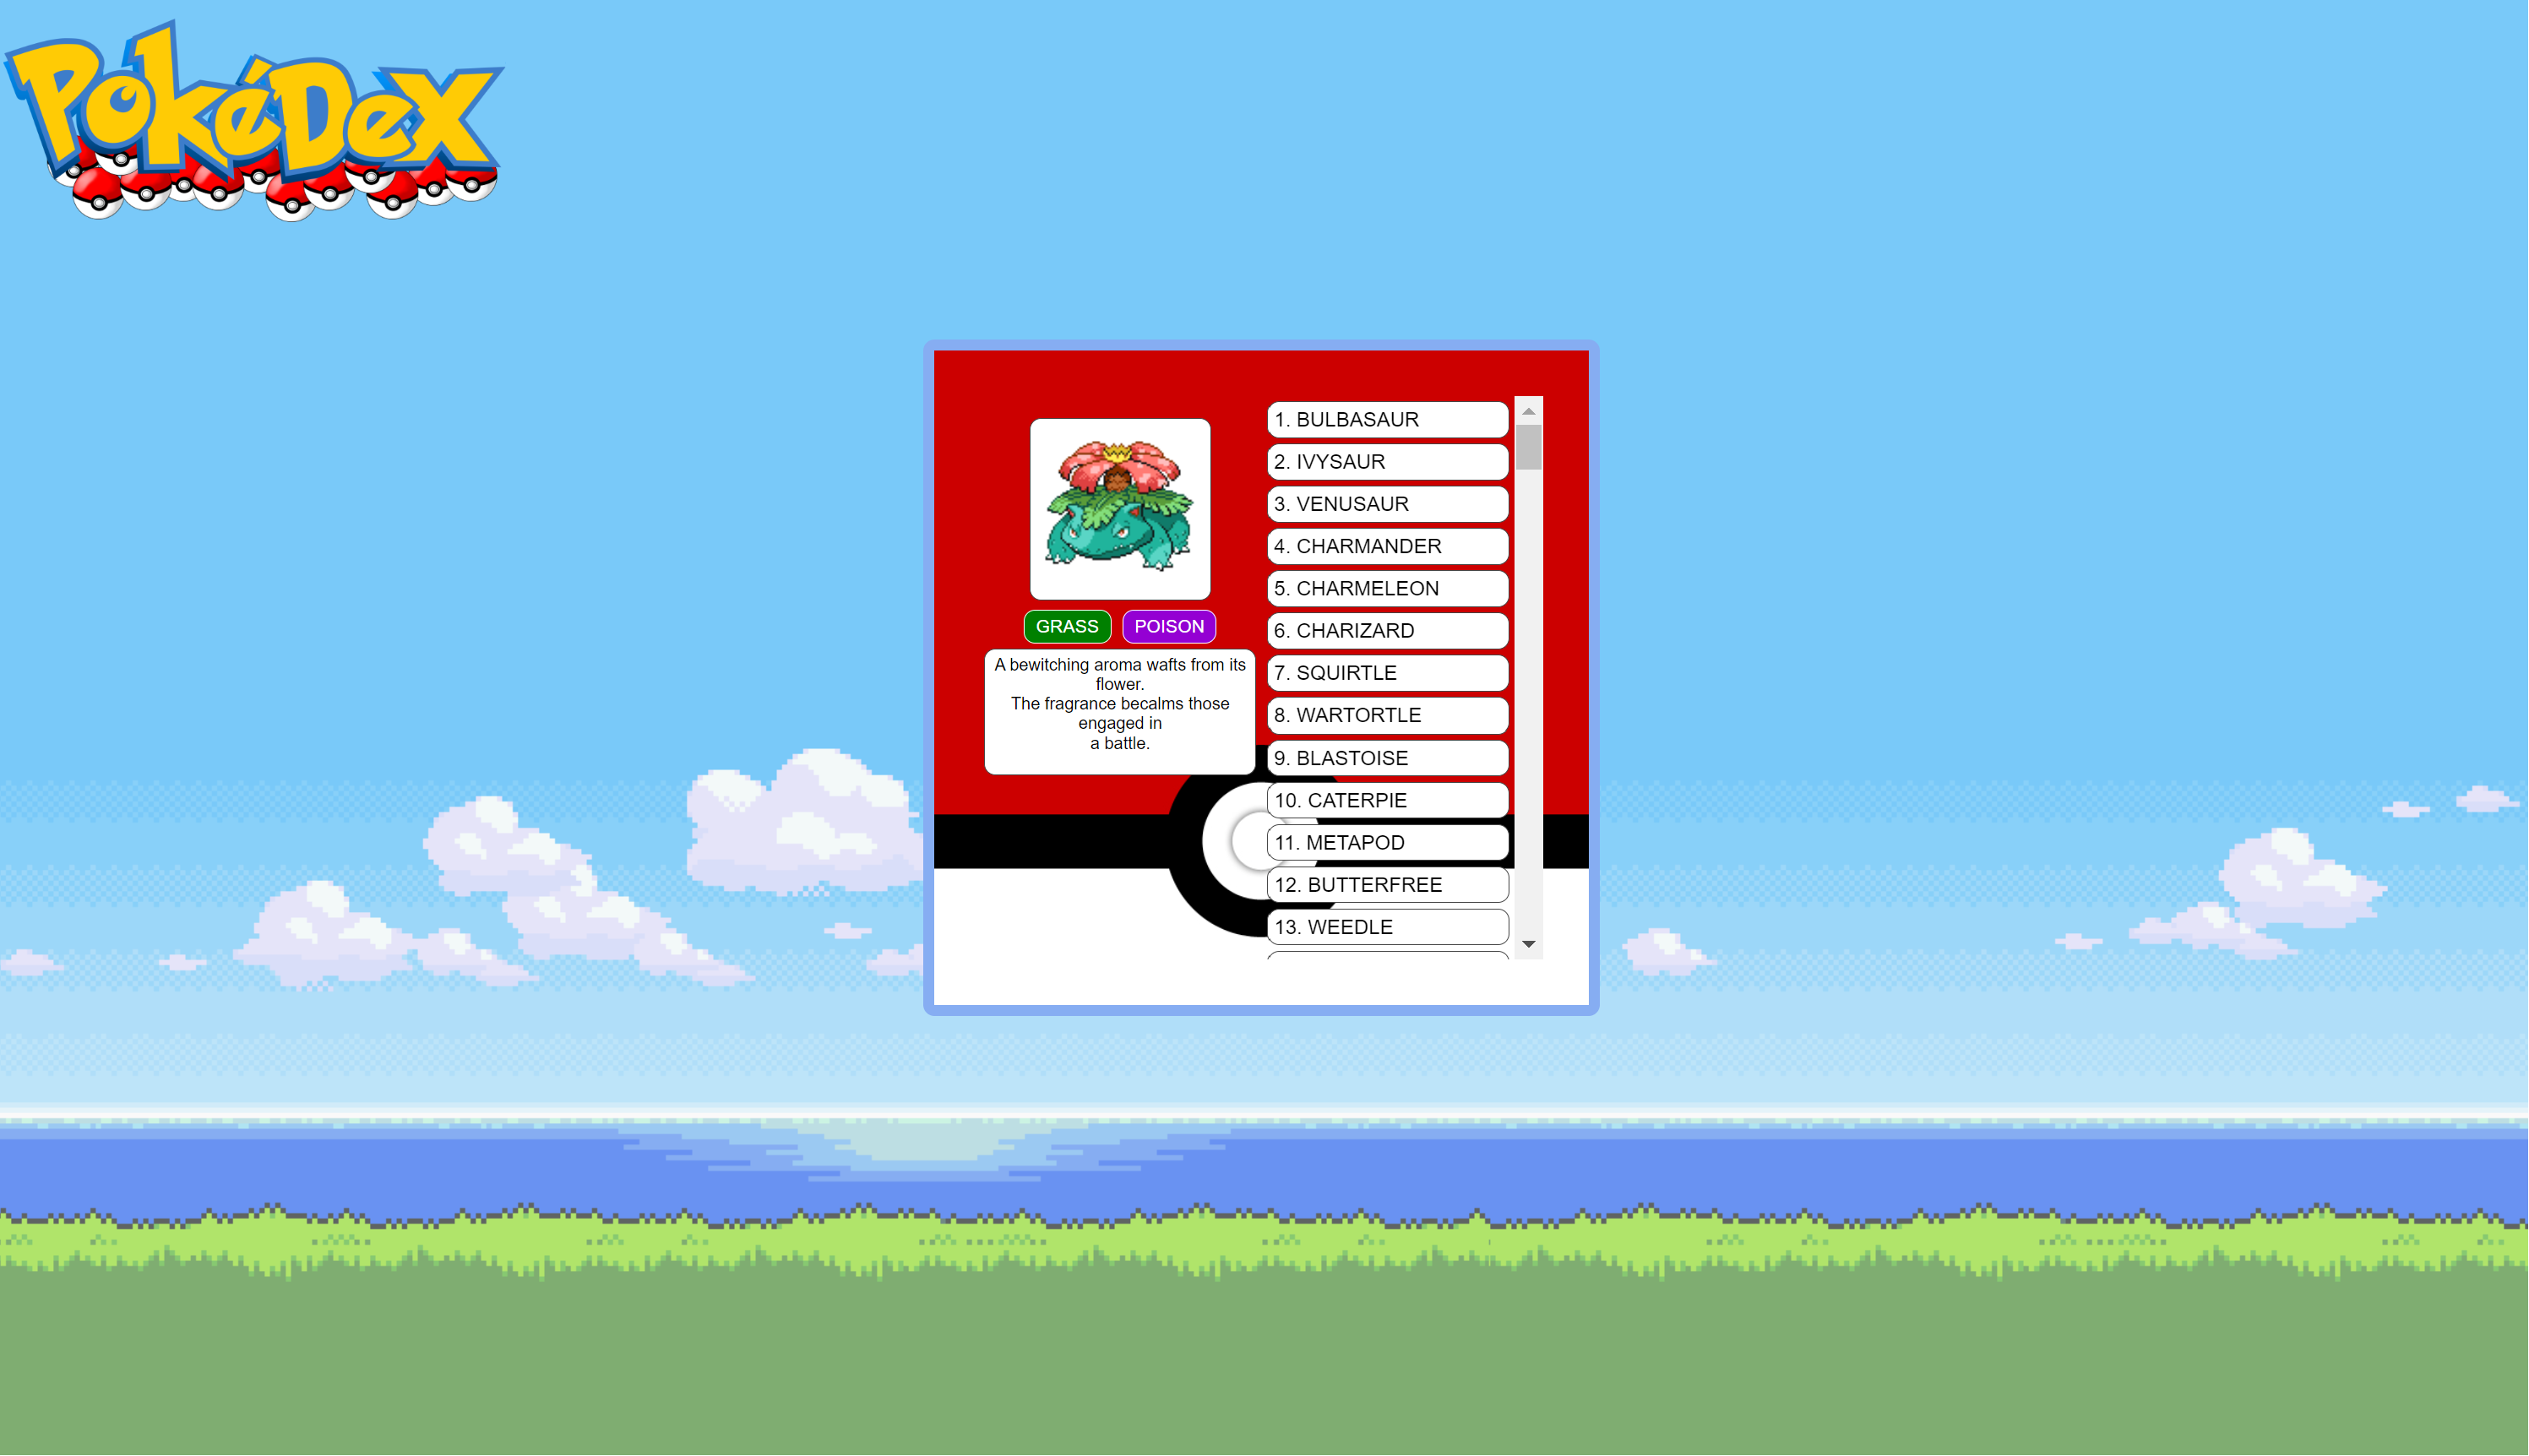 PokéDex
GRASS
POISON
A bewitching aroma wafts from its
flower.
The fragrance becalms those
engaged in
a battle.
1. BULBASAUR
2. IVYSAUR
3. VENUSAUR
4. CHARMANDER
5. CHARMELEON
6. CHARIZARD
7. SQUIRTLE
8. WARTORTLE
9. BLASTOISE
10. CATERPIE
11. METAPOD
12. BUTTERFREE
13. WEEDLE